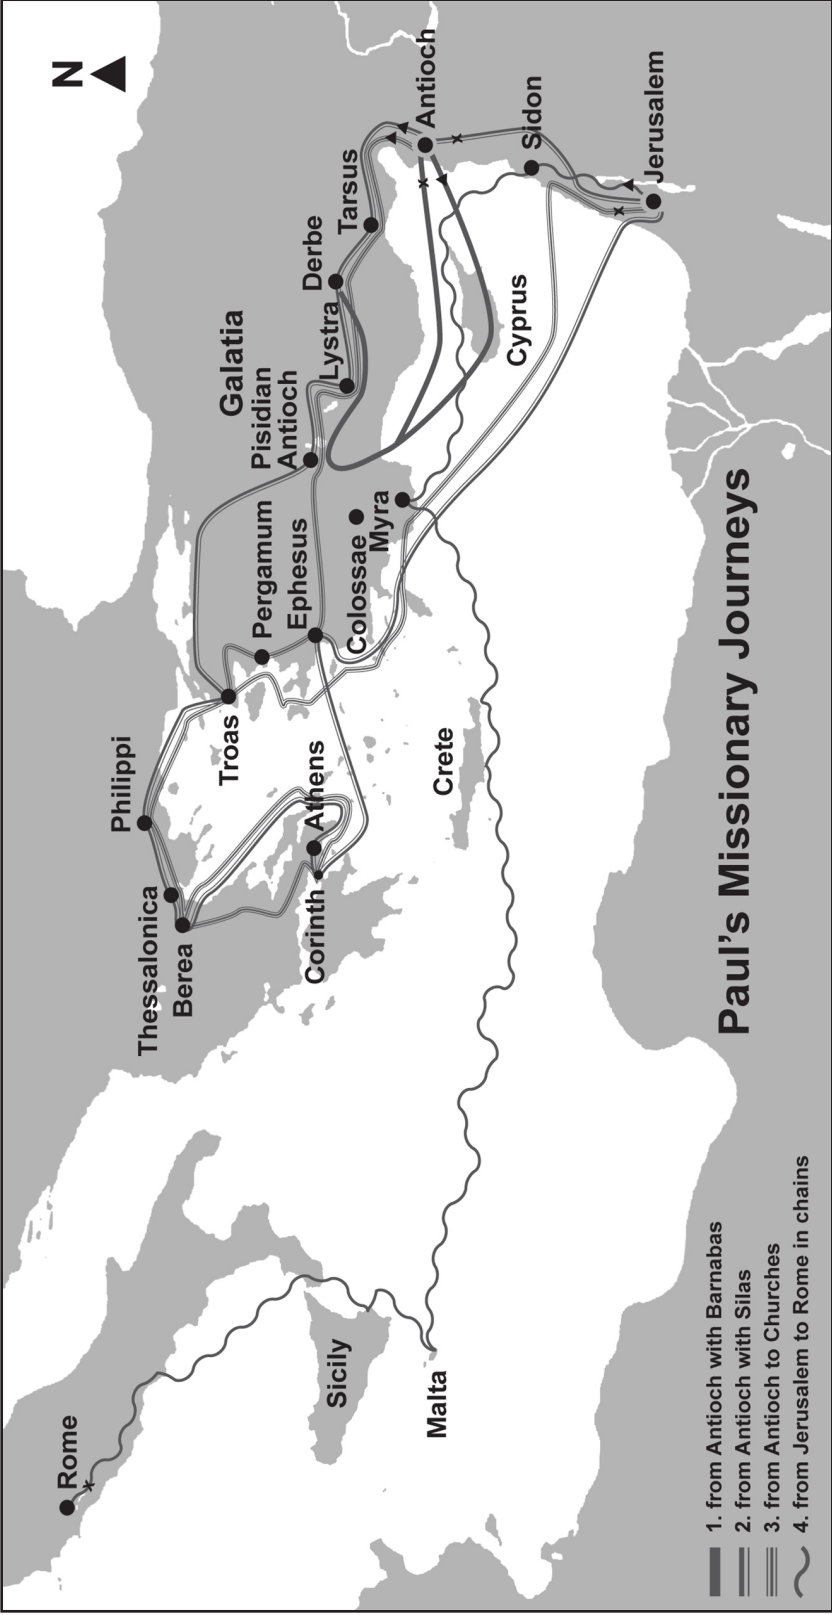 N
Rome
Sicily
Malta
Thessalonica
Berea
Philippi
Corinth
Athens
Troas
Crete
Pergamum
Ephesus
Colossae
Myra
Galatia
Pisidian
Antioch
Lystra
Derbe
Tarsus
Cyprus
Antioch
Sidon
Jerusalem
Paul's Missionary Journeys
1. from Antioch with Barnabas
2. from Antioch with Silas
3. from Antioch to Churches
4. from Jerusalem to Rome in chains